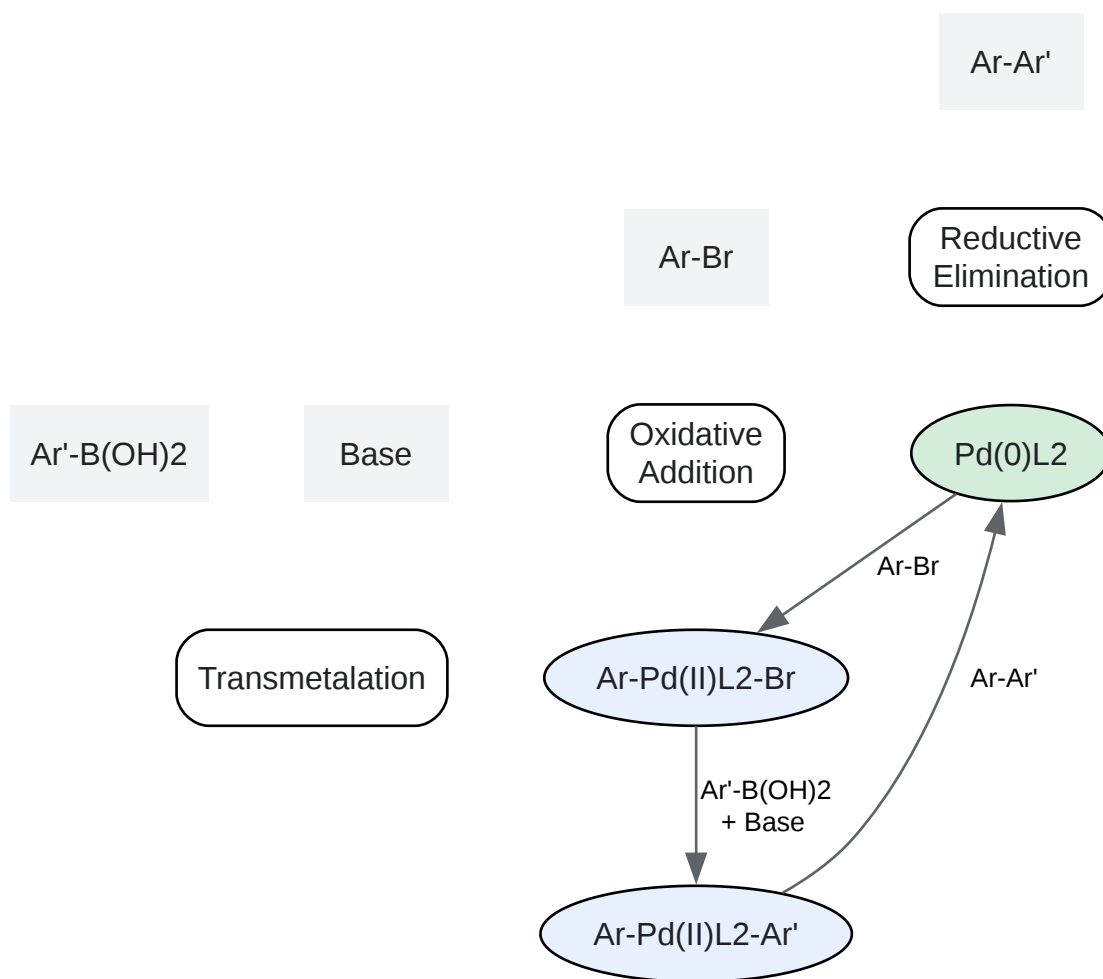 Ar-Ar'
Ar-Br
Reductive
Elimination
Ar'-B(OH)2
Base
Oxidative
Addition
Pd(0)L2
Ar-Br
Transmetalation
Ar-Pd(II)L2-Br
Ar-Ar'
Ar'-B(OH)2
+ Base
Ar-Pd(II)L2-Ar'